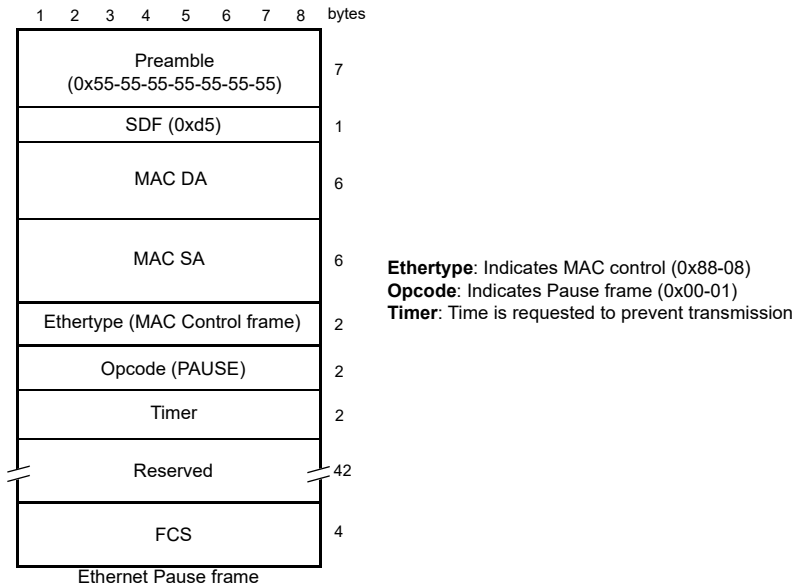 1 2 3 4 5 6 7 8 bytes
Preamble
(0x55-55-55-55-55-55-55)
7
SDF (0xd5)
1
MAC DA
6
MAC SA
6
Ethertype (MAC Control frame)
2
Opcode (PAUSE)
2
Timer
2
Reserved
42
FCS
4
Ethernet Pause frame
Ethertype: Indicates MAC control (0x88-08)
Opcode: Indicates Pause frame (0x00-01)
Timer: Time is requested to prevent transmission